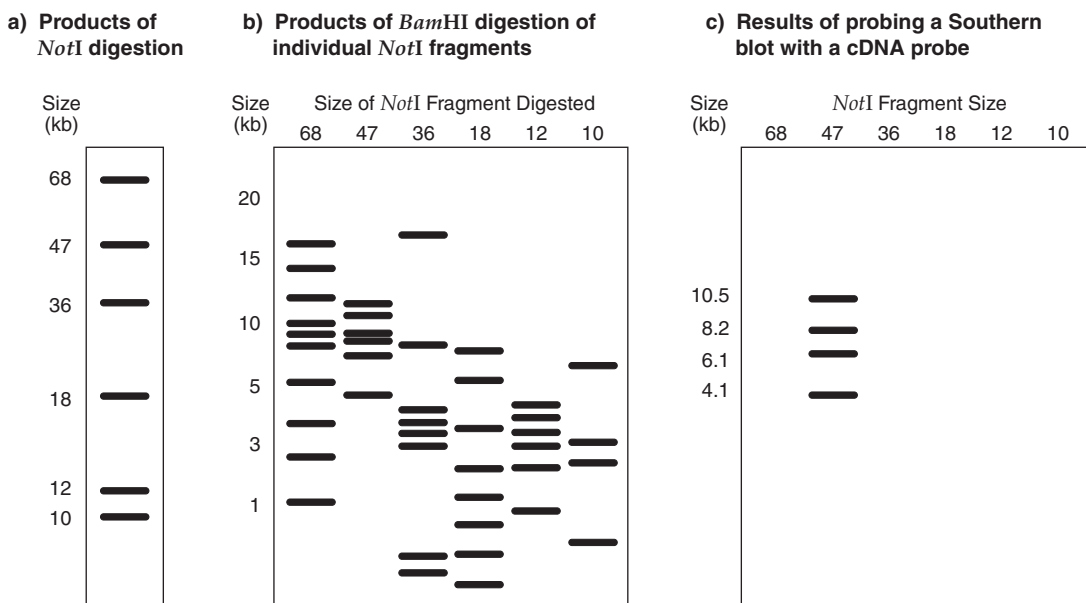 a) Products of
NotI digestion
Size
(kb)
68
47
36
18
12
10
b) Products of BamHI digestion of
individual NotI fragments
Size
(kb)
Size of NotI Fragment Digested
68 47 36 18 12 10
20
15
10
5
3
1
c) Results of probing a Southern
blot with a cDNA probe
Size
(kb)
NotI Fragment Size
68 47 36 18 12 10
10.5
8.2
6.1
4.1